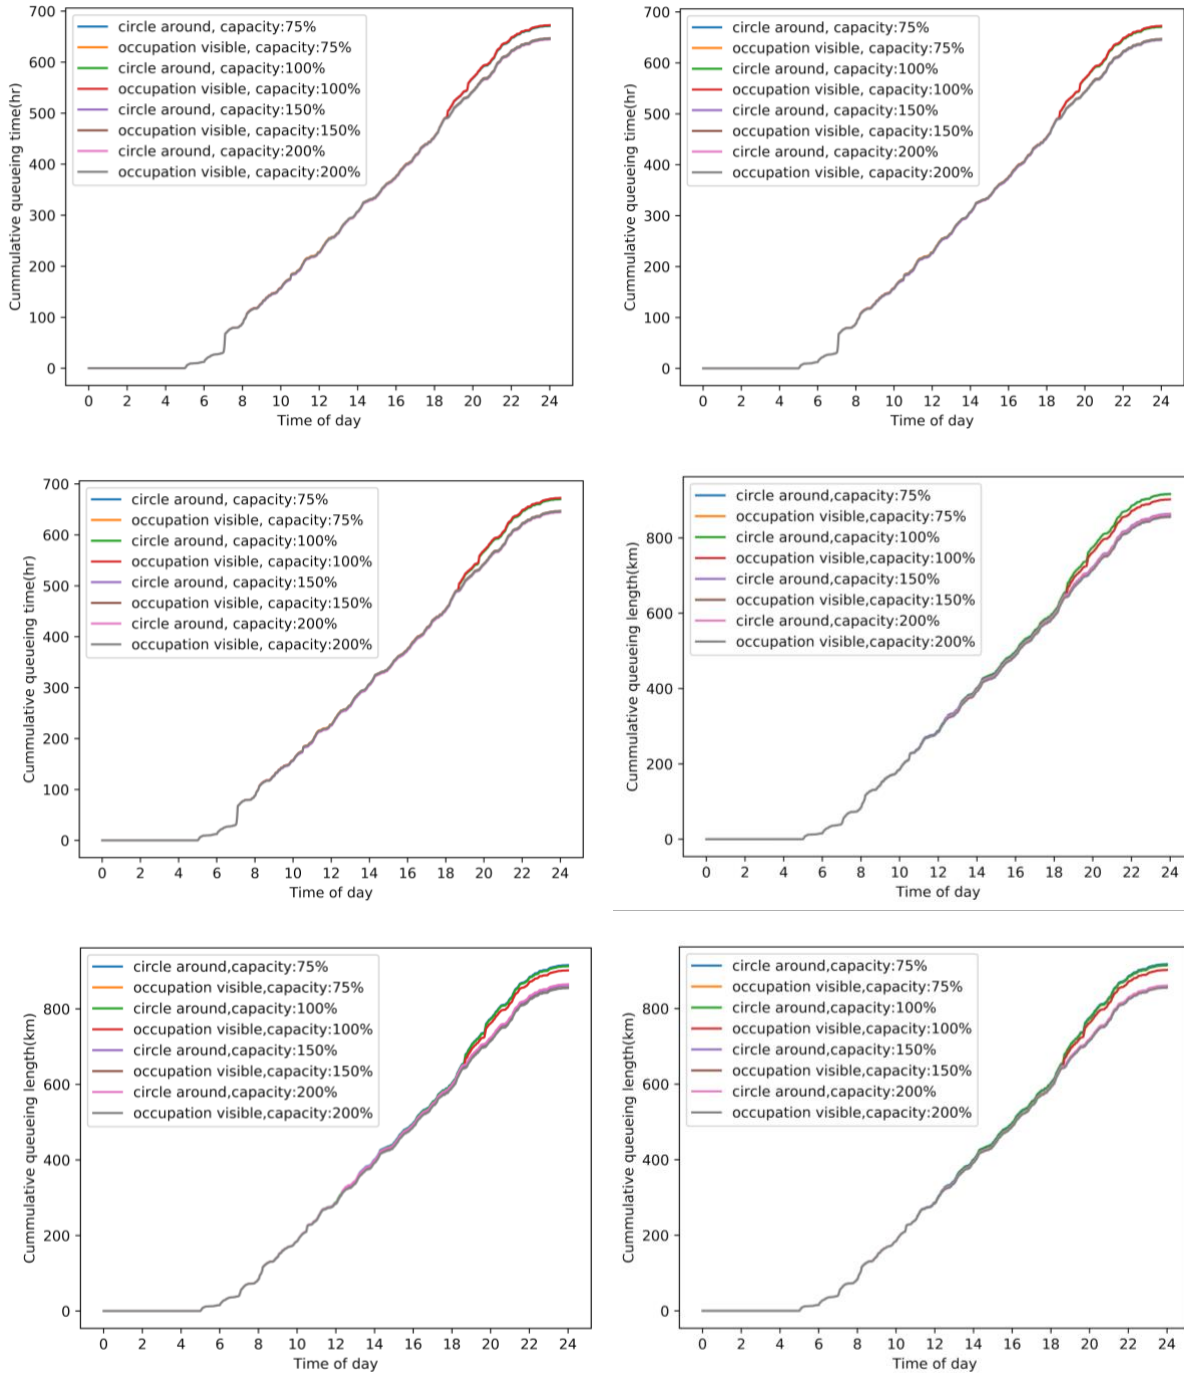 700
600
500
400
300
200
100
0
Cummulative queueing time(hr)
circle around, capacity:75%
occupation visible, capacity:75%
circle around, capacity:100%
occupation visible, capacity:100%
circle around, capacity:150%
occupation visible, capacity:150%
circle around, capacity:200%
occupation visible, capacity:200%
0 2 4 6 8 10 12 14 16 18 20 22 24
Time of day
700
600
500
400
300
200
100
0
Cummulative queueing time(hr)
circle around, capacity:75%
occupation visible, capacity:75%
circle around, capacity:100%
occupation visible, capacity:100%
circle around, capacity:150%
occupation visible, capacity:150%
circle around, capacity:200%
occupation visible, capacity:200%
0 2 4 6 8 10 12 14 16 18 20 22 24
Time of day
700
600
500
400
300
200
100
0
Cummulative queueing time(hr)
circle around, capacity:75%
occupation visible, capacity:75%
circle around, capacity:100%
occupation visible, capacity:100%
circle around, capacity:150%
occupation visible, capacity:150%
circle around, capacity:200%
occupation visible, capacity:200%
0 2 4 6 8 10 12 14 16 18 20 22 24
Time of day
800
600
400
200
0
Cummulative queueing length(km)
circle around,capacity:75%
occupation visible,capacity:75%
circle around,capacity:100%
occupation visible,capacity:100%
circle around,capacity:150%
occupation visible,capacity:150%
circle around,capacity:200%
occupation visible,capacity:200%
0 2 4 6 8 10 12 14 16 18 20 22 24
Time of day
800
600
400
200
0
Cummulative queueing length(km)
circle around,capacity:75%
occupation visible,capacity:75%
circle around,capacity:100%
occupation visible,capacity:100%
circle around,capacity:150%
occupation visible,capacity:150%
circle around,capacity:200%
occupation visible,capacity:200%
0 2 4 6 8 10 12 14 16 18 20 22 24
Time of day
800
600
400
200
0
Cummulative queueing length(km)
circle around,capacity:75%
occupation visible,capacity:75%
circle around,capacity:100%
occupation visible,capacity:100%
circle around,capacity:150%
occupation visible,capacity:150%
circle around,capacity:200%
occupation visible,capacity:200%
0 2 4 6 8 10 12 14 16 18 20 22 24
Time of day